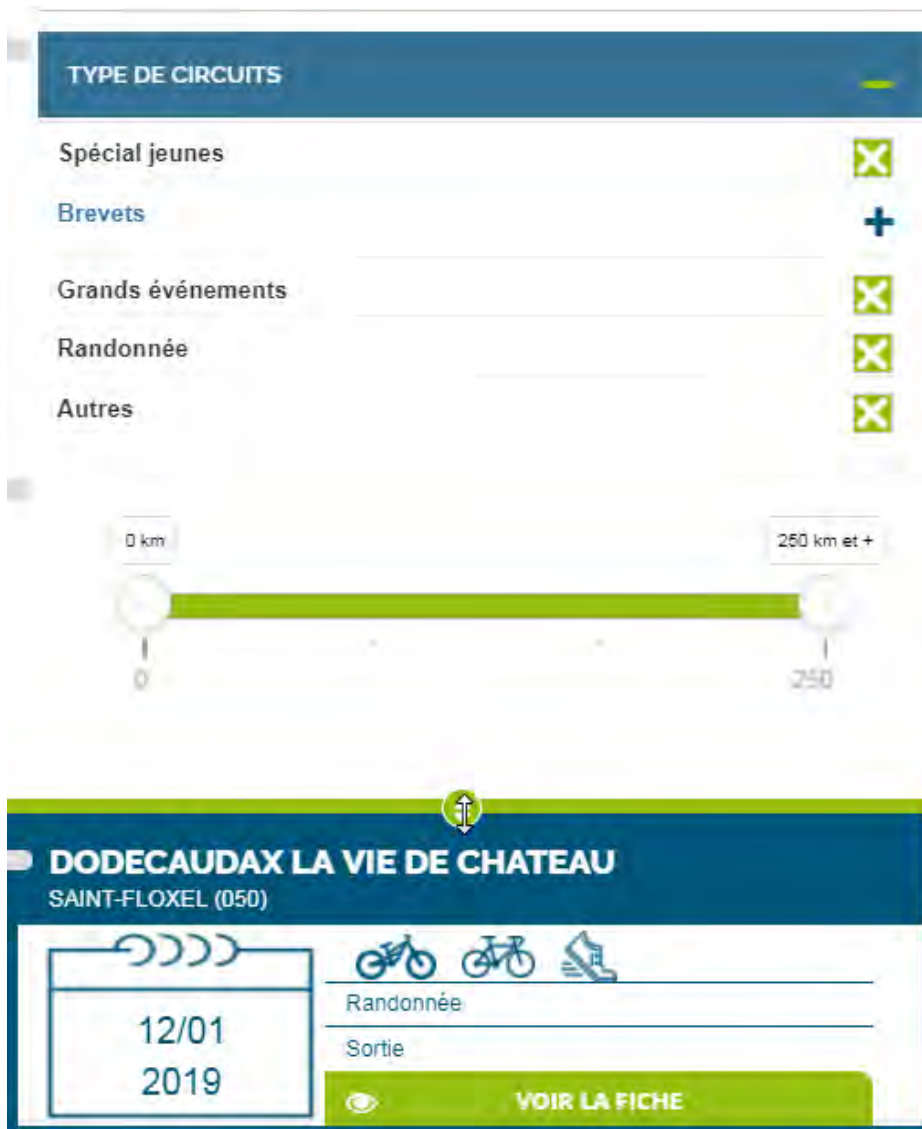 TYPE DE CIRCUITS
Spécial jeunes
Brevets
Grands événements
Randonnée
Autres
0 km 250 km et +
0 250
DODECAUDAX LA VIE DE CHATEAU
SAINT-FLOXEL (050)
12/01
2019
Randonnée
Sortie
VOIR LA FICHE